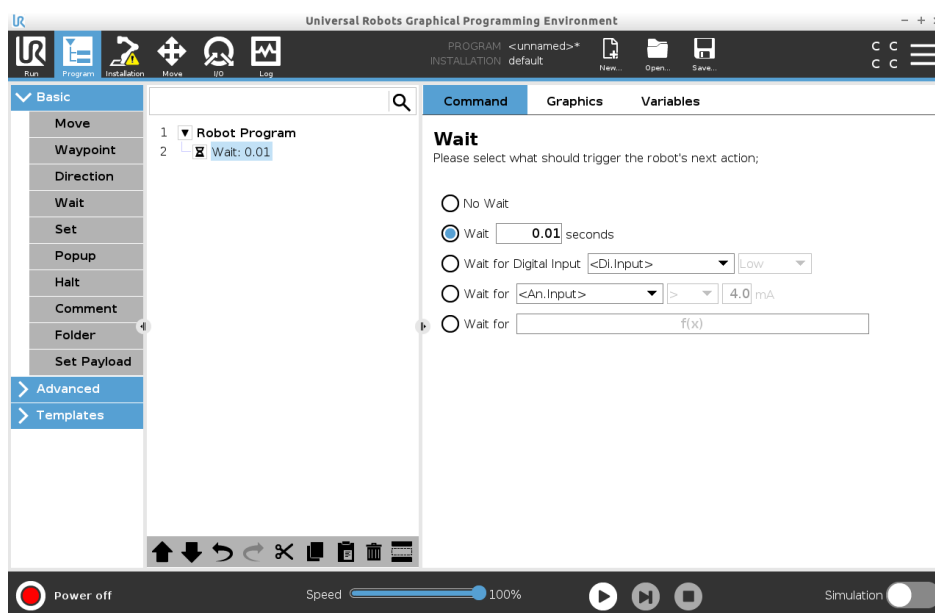 Universal Robots Graphical Programming Environment
PROGRAM <unnamed>*
INSTALLATION default
Run Program Installation Move I/O Log New... Open... Save...
C C
C C
Basic
Move
Waypoint
Direction
Wait
Set
Popup
Halt
Comment
Folder
Set Payload
Advanced
Templates
1 Robot Program
2 Wait: 0.01
Command Graphics Variables
Wait
Please select what should trigger the robot's next action;
No Wait
Wait 0.01 seconds
Wait for Digital Input <Di.Input> Low
Wait for <An.Input> > 4.0 mA
Wait for f(x)
Power off Speed 100% Simulation